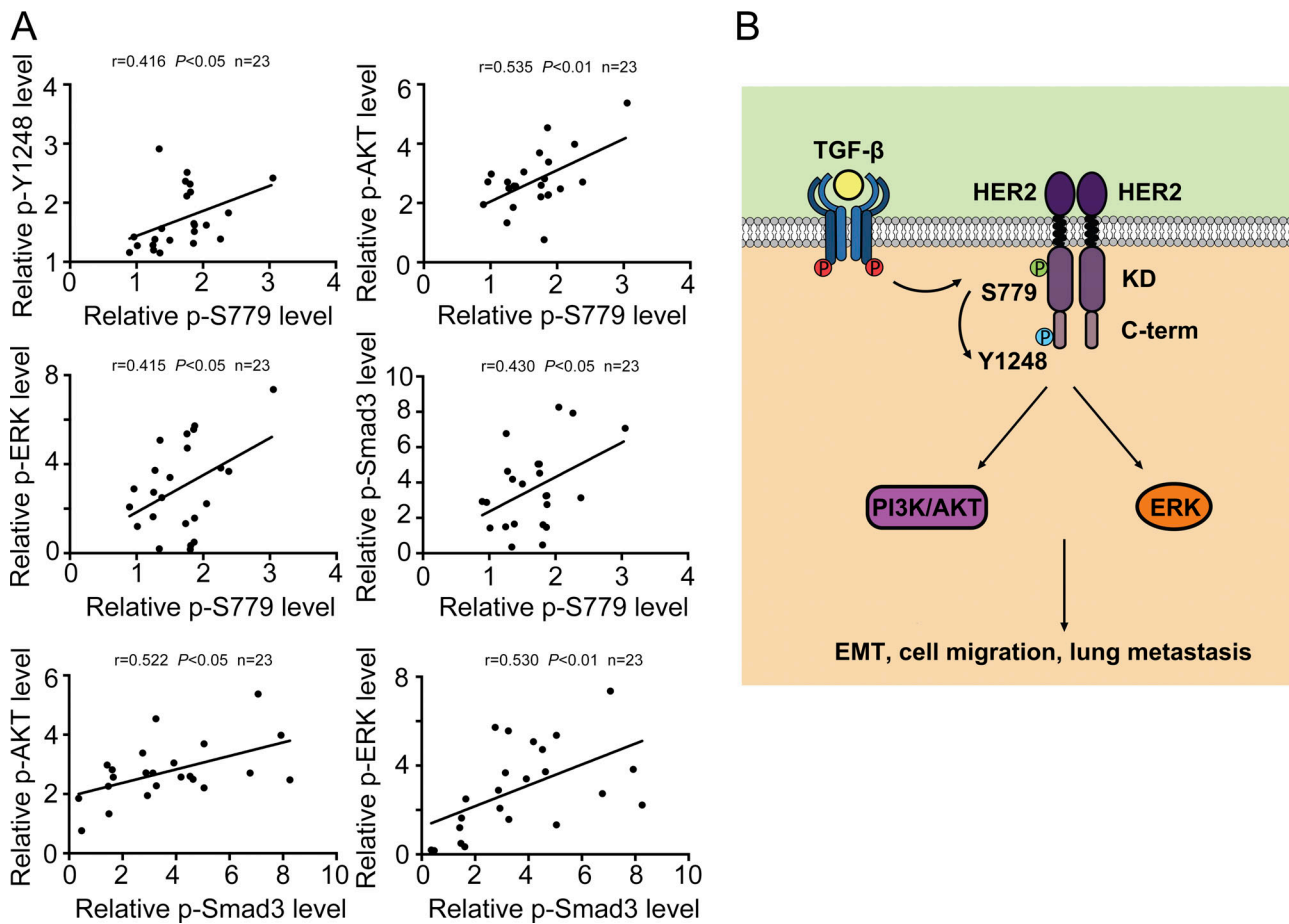 A
r=0.416 P<0.05 n=23
Relative p-Y1248 level
4
3
2
1
0 1 2 3 4
Relative p-S779 level
r=0.535 P<0.01 n=23
Relative p-AKT level
6
4
2
0
0 1 2 3 4
Relative p-S779 level
r=0.415 P<0.05 n=23
Relative p-ERK level
8
4
0
0 1 2 3 4
Relative p-S779 level
r=0.430 P<0.05 n=23
Relative p-Smad3 level
10
8
6
4
2
0
0 1 2 3 4
Relative p-S779 level
r=0.522 P<0.05 n=23
Relative p-AKT level
6
4
2
0
0 2 4 6 8 10
Relative p-Smad3 level
r=0.530 P<0.01 n=23
Relative p-ERK level
8
4
0
0 2 4 6 8 10
Relative p-Smad3 level
B
TGF-β
HER2 HER2
P P
P
S779
KD
P
Y1248
C-term
PI3K/AKT
ERK
EMT, cell migration, lung metastasis